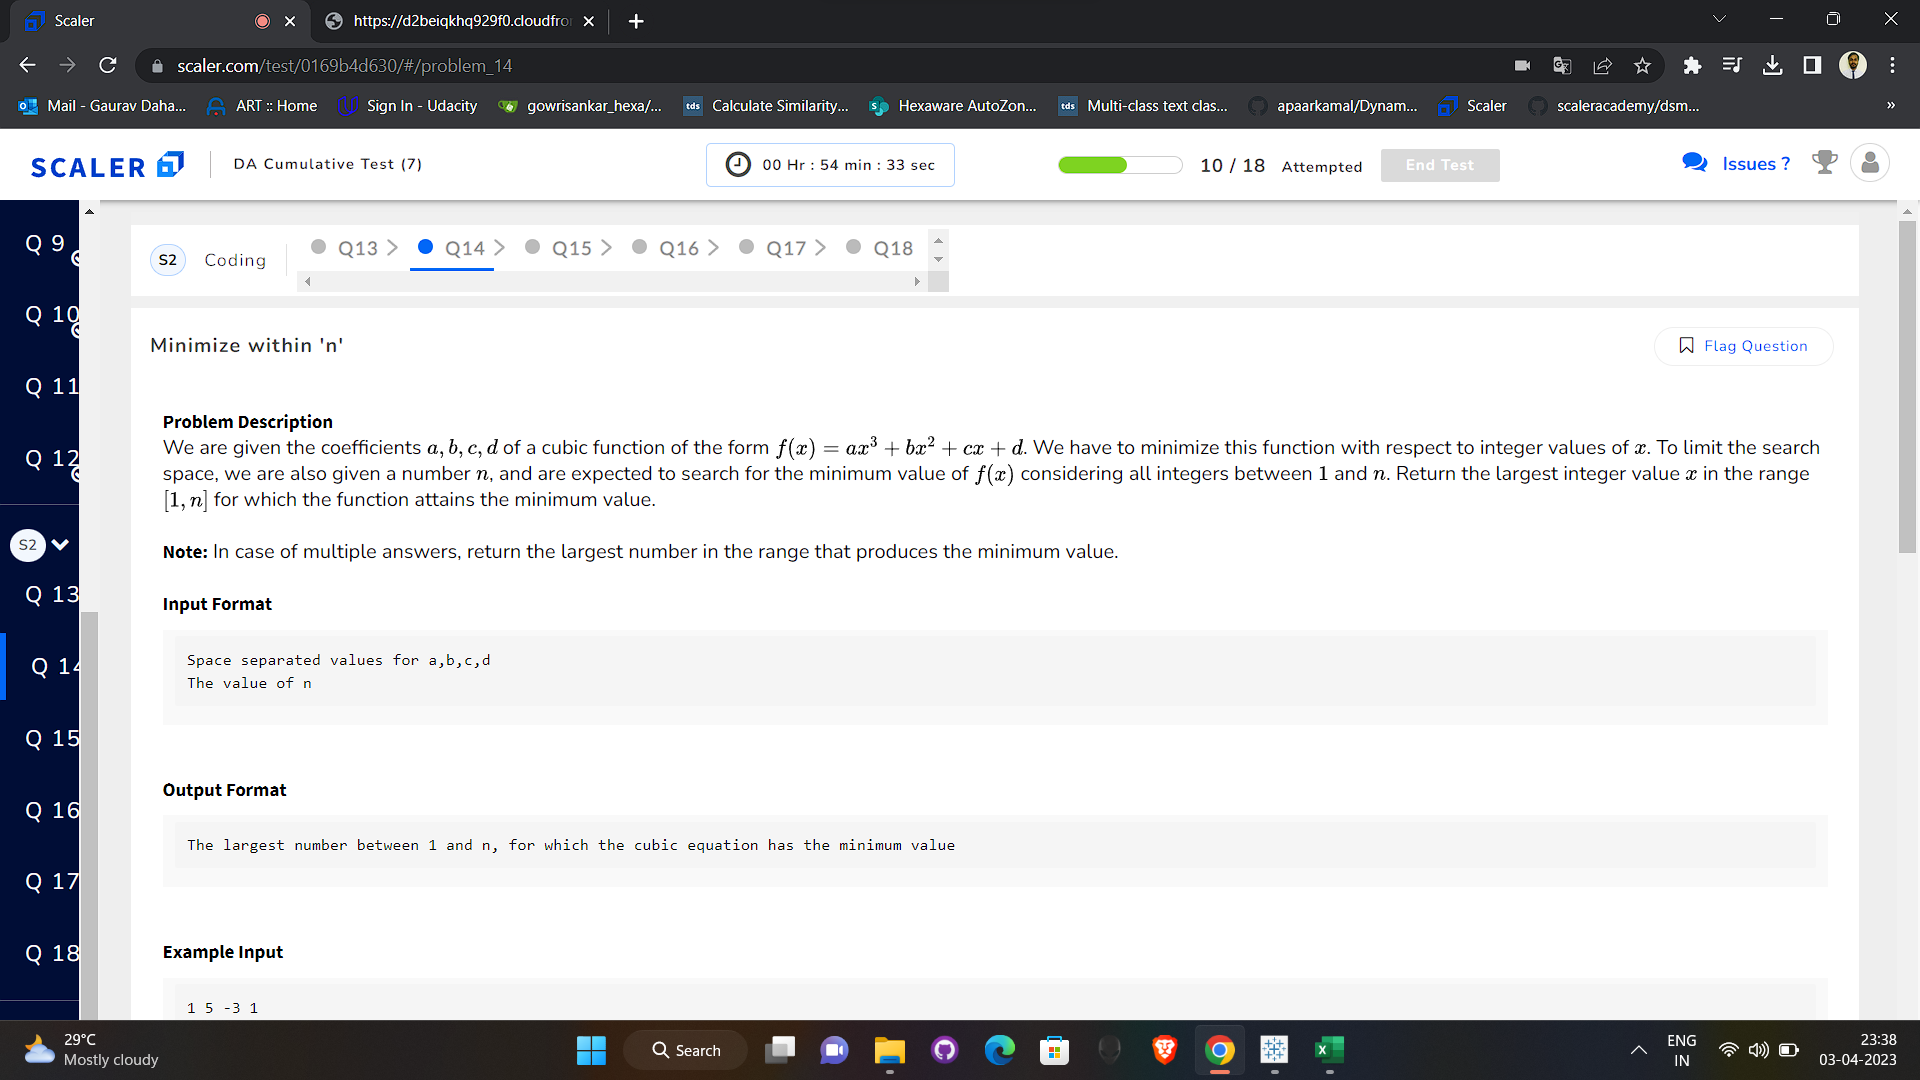 Scaler
https://d2beiqkhq929f0.cloudfro
scaler.com/test/0169b4d630/#/problem_14
Mail - Gaurav Daha...
ART :: Home
Sign In - Udacity
gowrisankar_hexa/...
tds Calculate Similarity...
Hexaware AutoZon...
tds Multi-class text clas...
apaarkamal/Dynam...
Scaler
scaleracademy/dsm...
»
SCALER
DA Cumulative Test (7)
00 Hr : 54 min : 33 sec
10 / 18 Attempted
End Test
Issues ?
Q 9
Q 10
Q 11
Q 12
S2
Q 13
Q 14
Q 15
Q 16
Q 17
Q 18
S2 Coding
Q13 > Q14 > Q15 > Q16 > Q17 > Q18
Minimize within 'n'
Flag Question
Problem Description
We are given the coefficients a, b, c, d of a cubic function of the form f(x) = ax³ + bx² + cx + d. We have to minimize this function with respect to integer values of x. To limit the search
space, we are also given a number n, and are expected to search for the minimum value of f(x) considering all integers between 1 and n. Return the largest integer value x in the range
[1, n] for which the function attains the minimum value.
Note: In case of multiple answers, return the largest number in the range that produces the minimum value.
Input Format
Space separated values for a,b,c,d
The value of n
Output Format
The largest number between 1 and n, for which the cubic equation has the minimum value
Example Input
1 5 -3 1
29°C
Mostly cloudy
Search
ENG
IN
23:38
03-04-2023